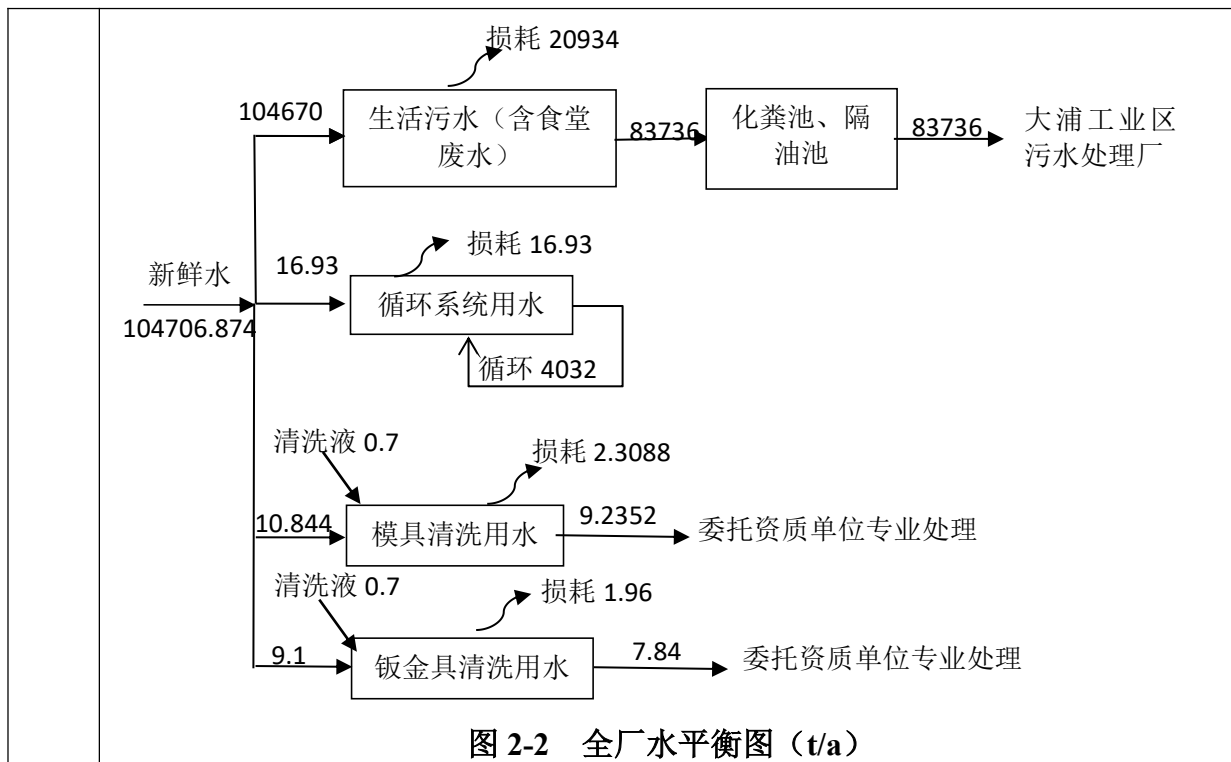 损耗 20934
104670
生活污水（含食堂
废水）
83736
化粪池、隔
油池
83736
大浦工业区
污水处理厂
损耗 16.93
新鲜水
16.93
循环系统用水
104706.874
循环 4032
清洗液 0.7
损耗 2.3088
10.844
模具清洗用水
9.2352
委托资质单位专业处理
清洗液 0.7
损耗 1.96
9.1
钣金具清洗用水
7.84
委托资质单位专业处理
图 2-2 全厂水平衡图（t/a）